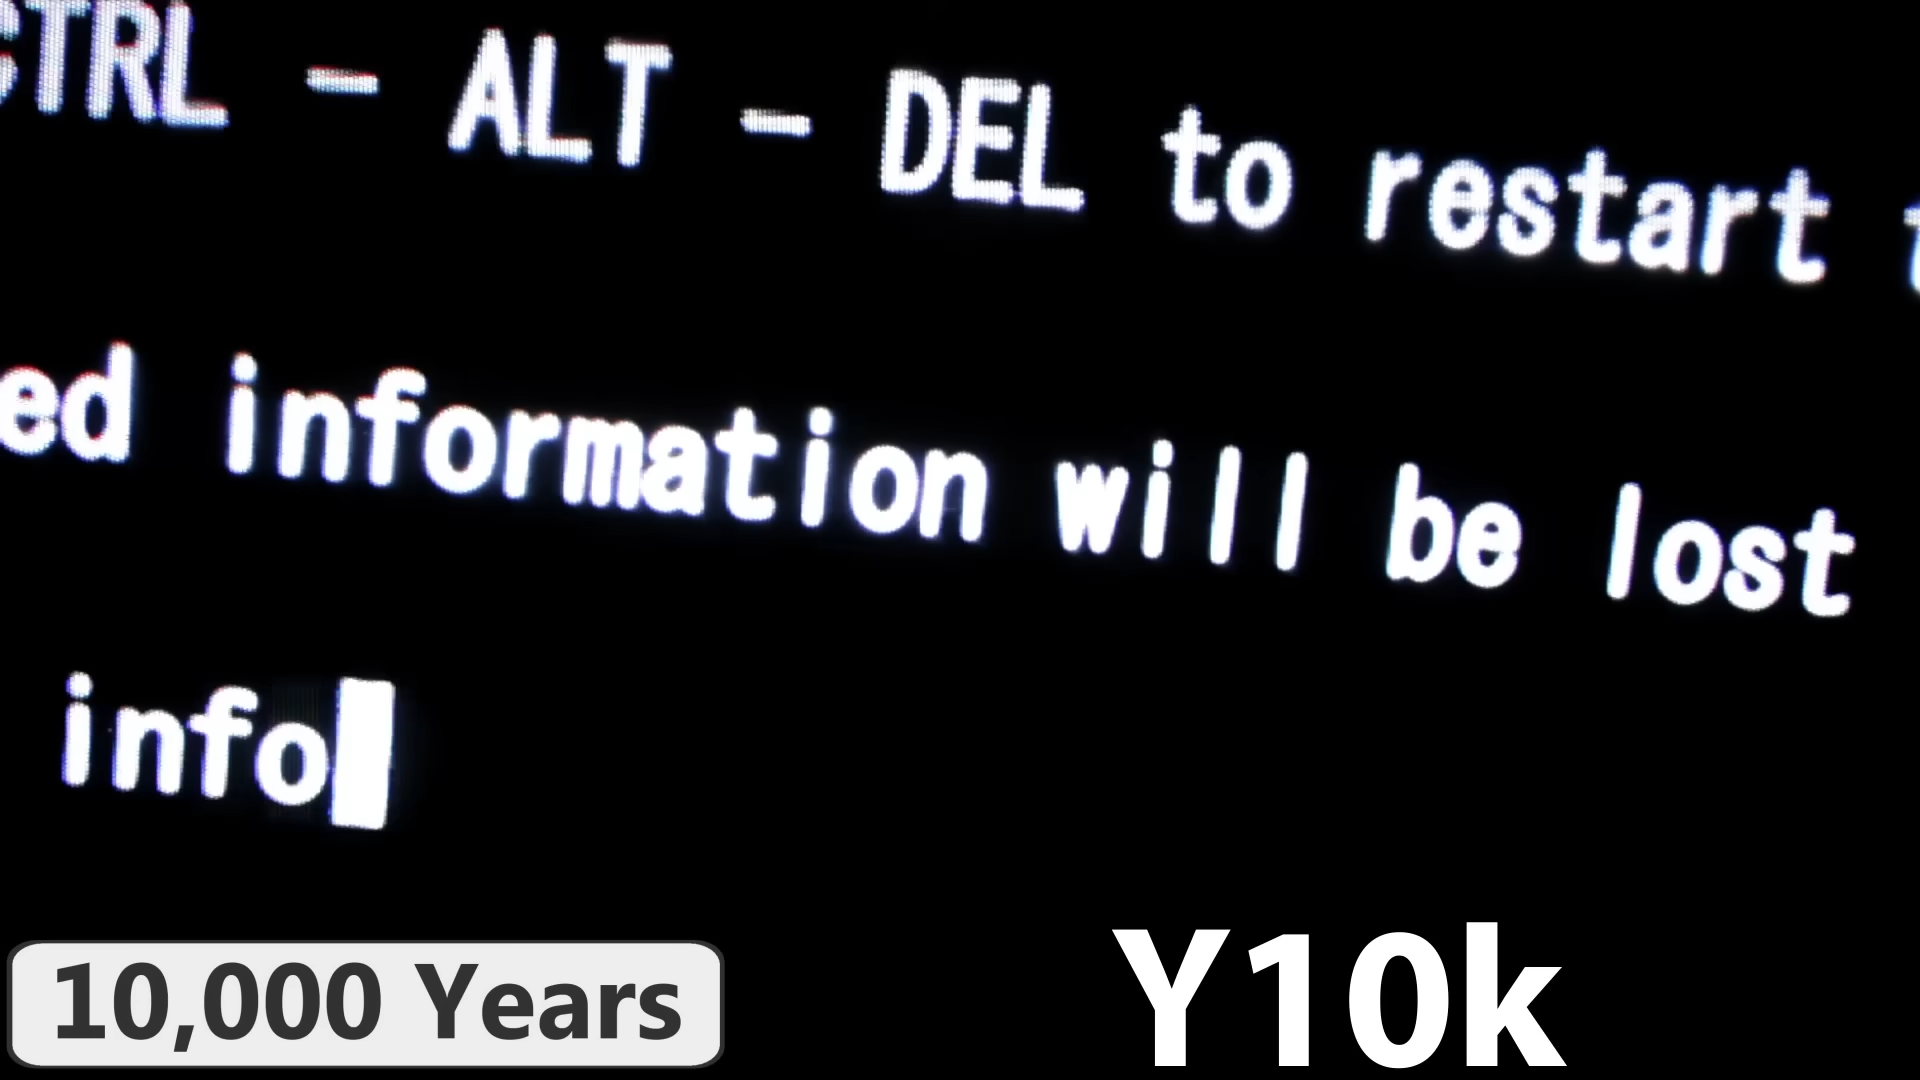 CTRL - ALT - DEL to restart t
ed information will be lost
info
10,000 Years
Y10k